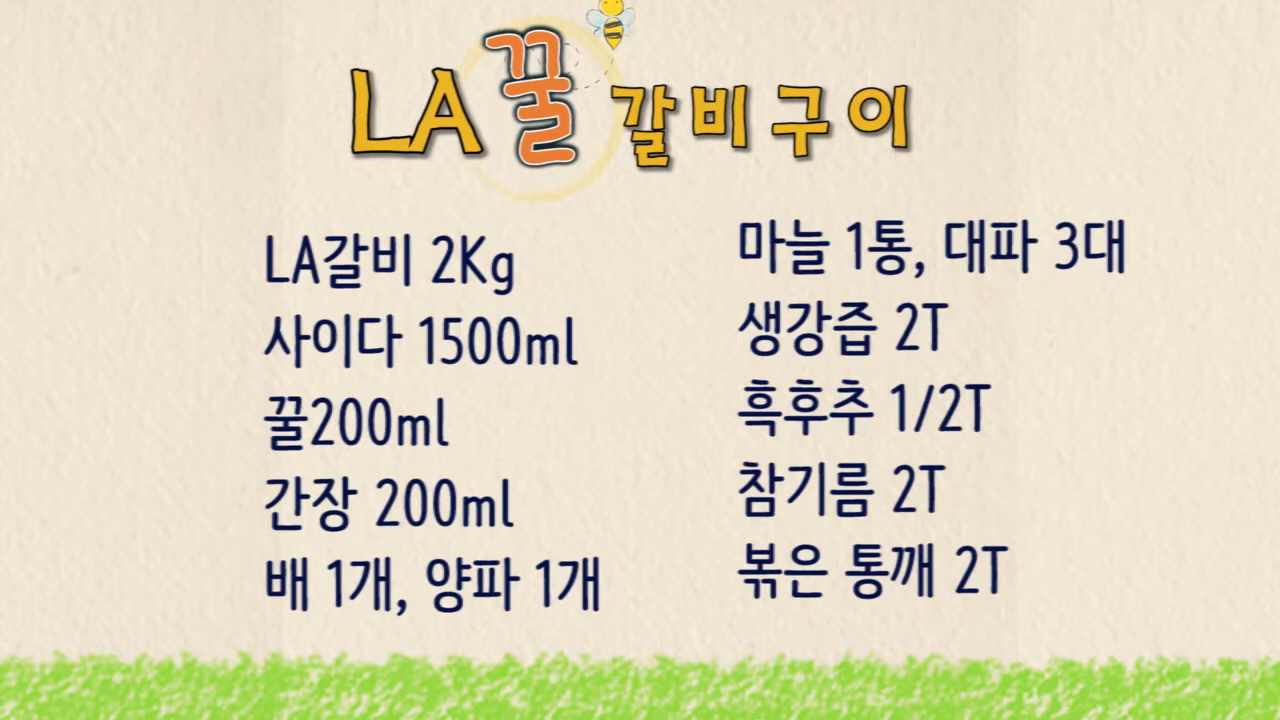 LA꿀갈비구이
LA갈비 2Kg
사이다 1500ml
꿀200ml
간장 200ml
배 1개, 양파 1개
마늘 1통, 대파 3대
생강즙 2T
흑후추 1/2T
참기름 2T
볶은 통깨 2T